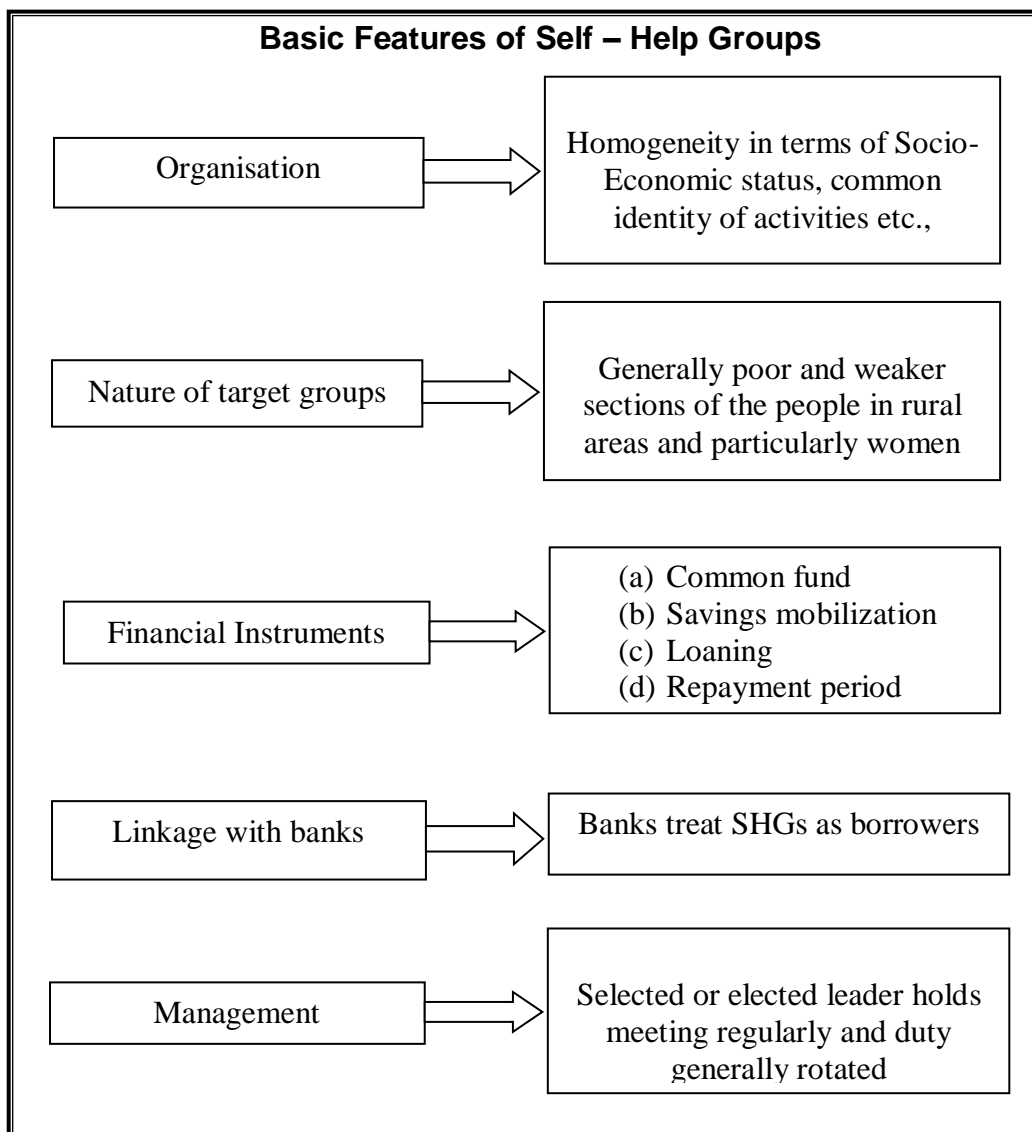 Basic Features of Self – Help Groups
Organisation
Homogeneity in terms of Socio-
Economic status, common
identity of activities etc.,
Nature of target groups
Generally poor and weaker
sections of the people in rural
areas and particularly women
Financial Instruments
(a) Common fund
(b) Savings mobilization
(c) Loaning
(d) Repayment period
Linkage with banks
Banks treat SHGs as borrowers
Management
Selected or elected leader holds
meeting regularly and duty
generally rotated